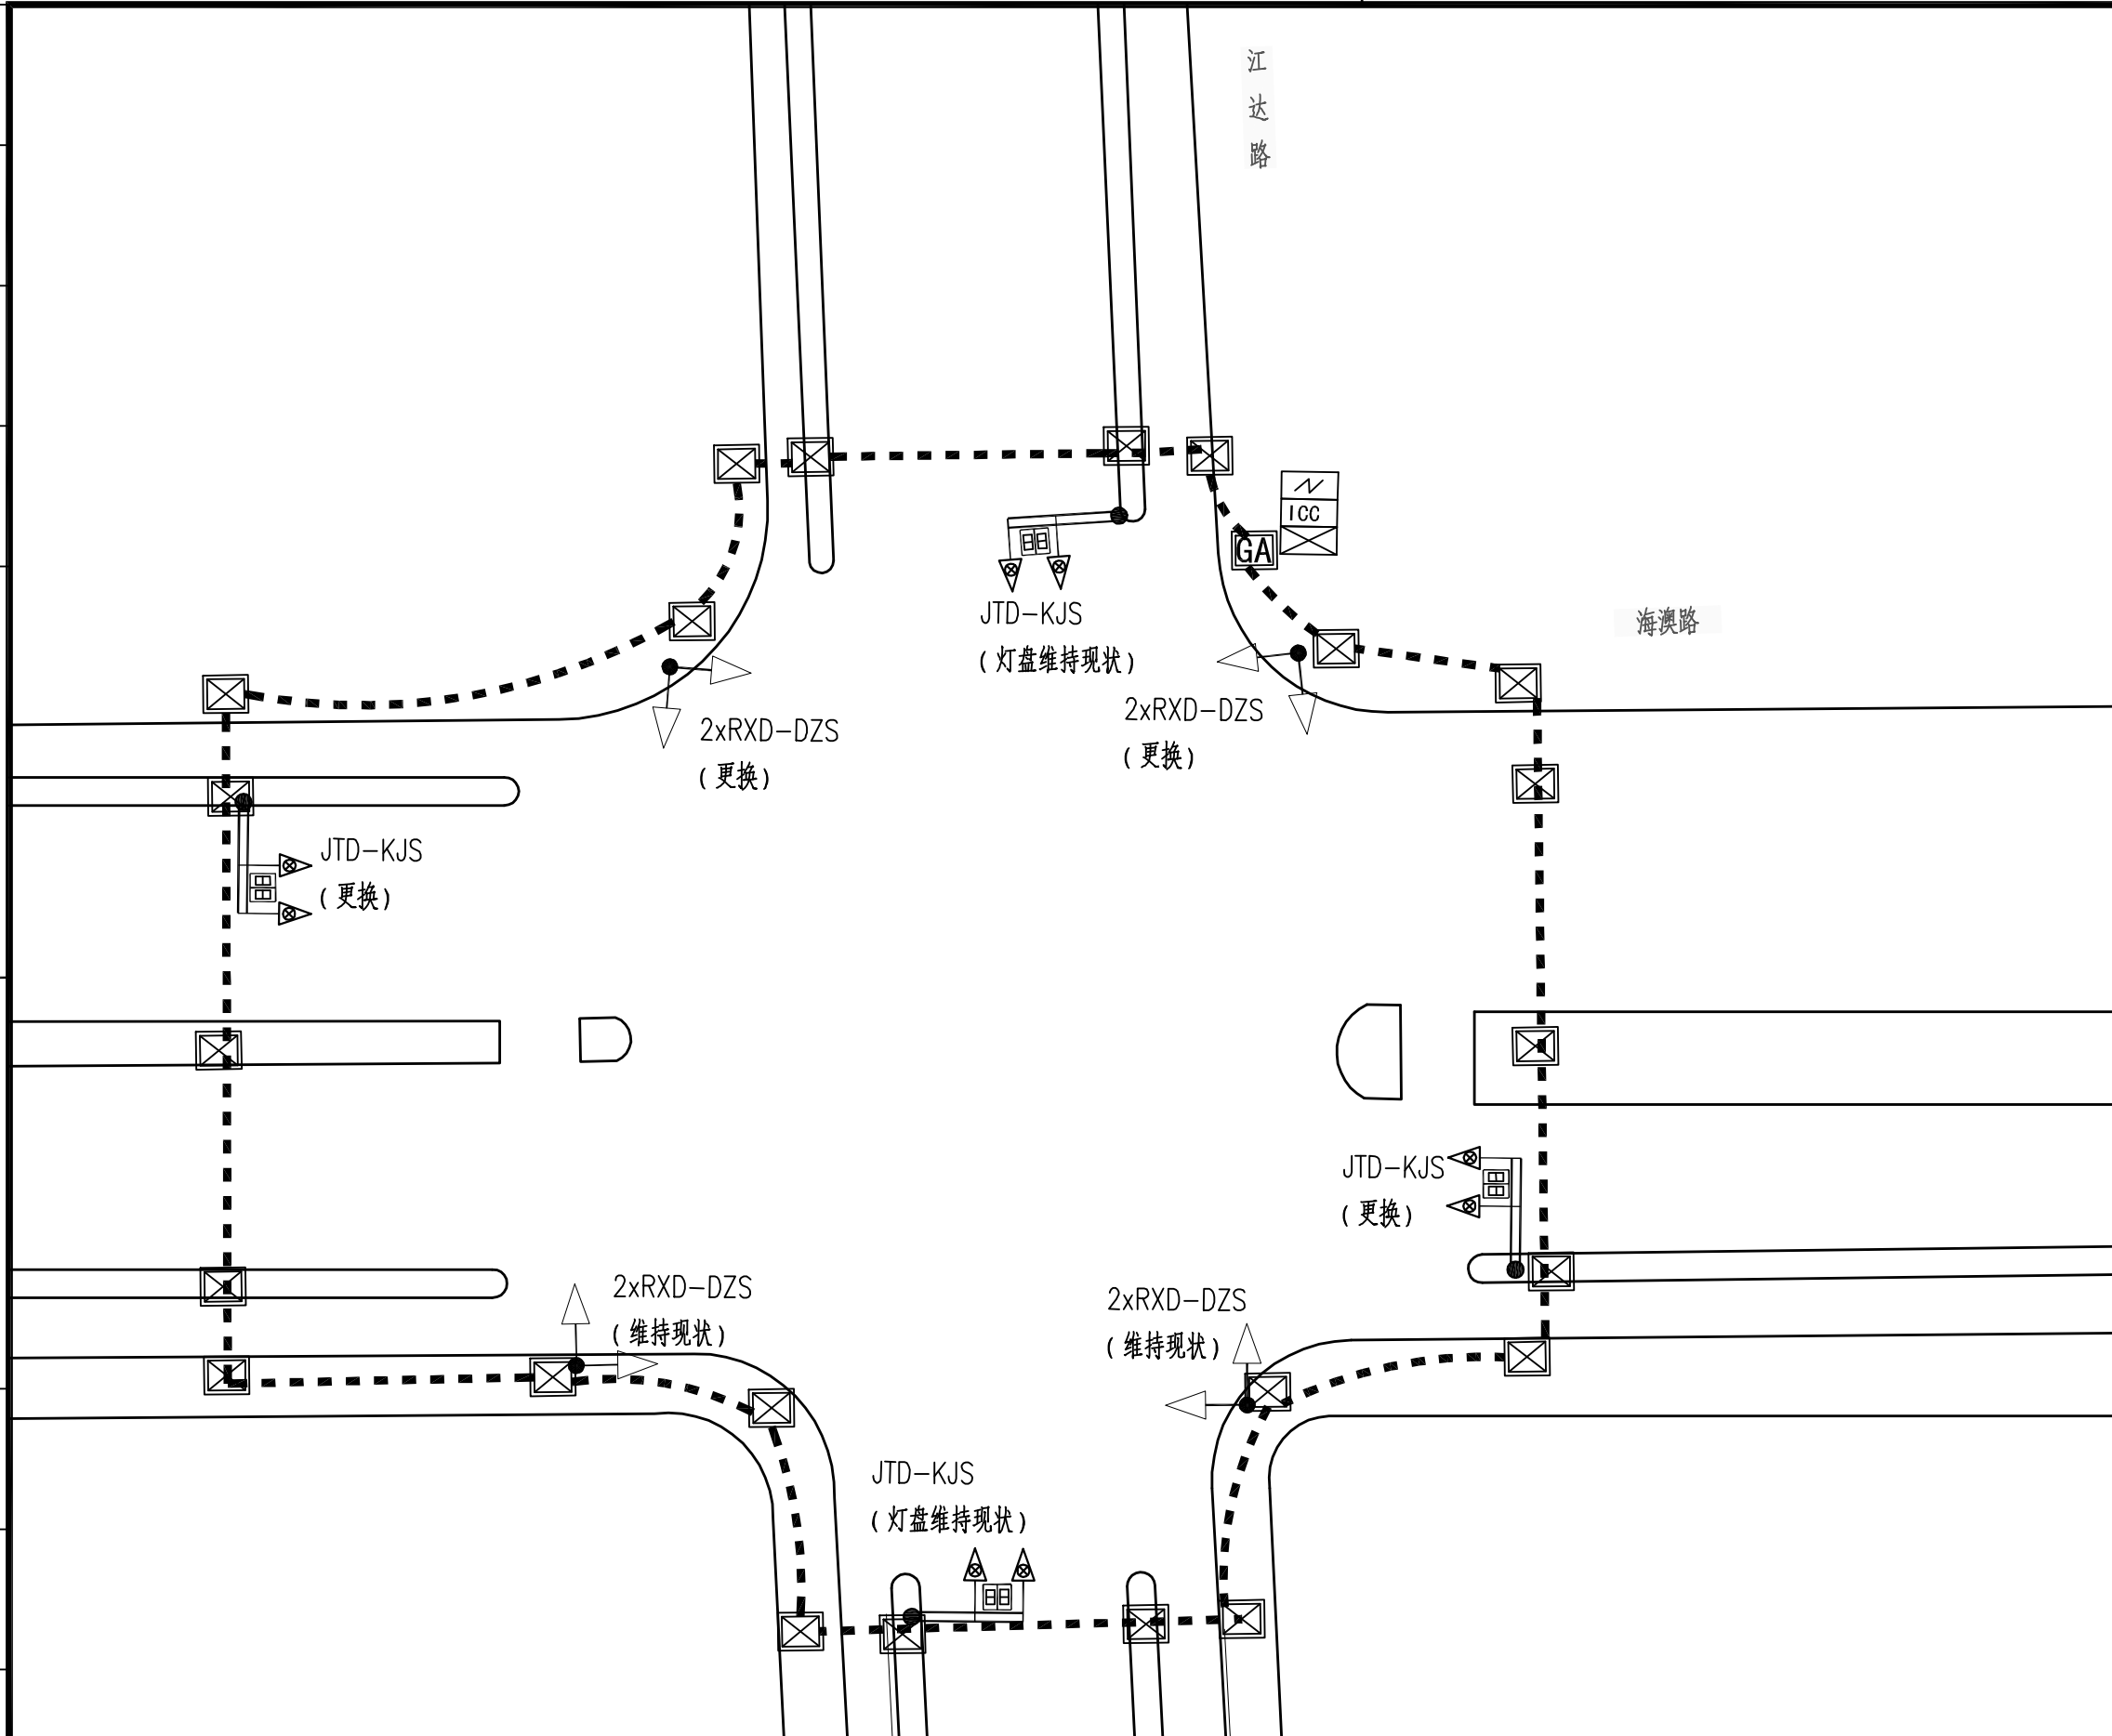 江
达
路
ICC
GA
JTD-KJS
(灯盘维持现状)
海澳路
2xRXD-DZS
(更换)
2xRXD-DZS
(更换)
JTD-KJS
(更换)
JTD-KJS
(更换)
2xRXD-DZS
(维持现状)
2xRXD-DZS
(维持现状)
JTD-KJS
(灯盘维持现状)